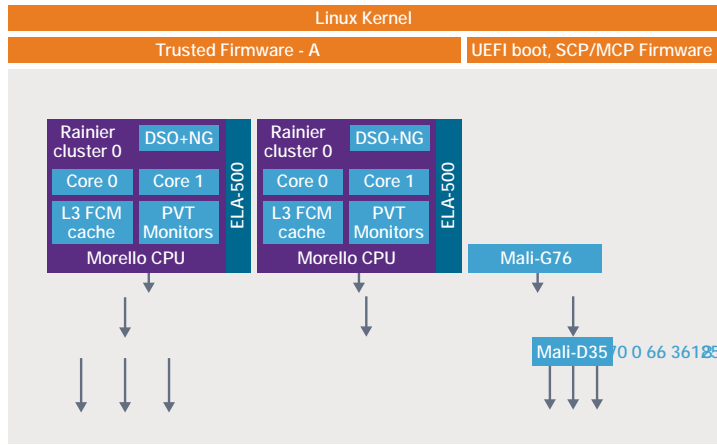 Linux Kernel
Trusted Firmware - A
UEFI boot, SCP/MCP Firmware
Rainier
cluster 0
DSO+NG
Core 0
Core 1
L3 FCM
cache
PVT
Monitors
Morello CPU
ELA-500
Rainier
cluster 0
DSO+NG
Core 0
Core 1
L3 FCM
cache
PVT
Monitors
Morello CPU
ELA-500
Mali-G76
Mali-D35
0 66 361